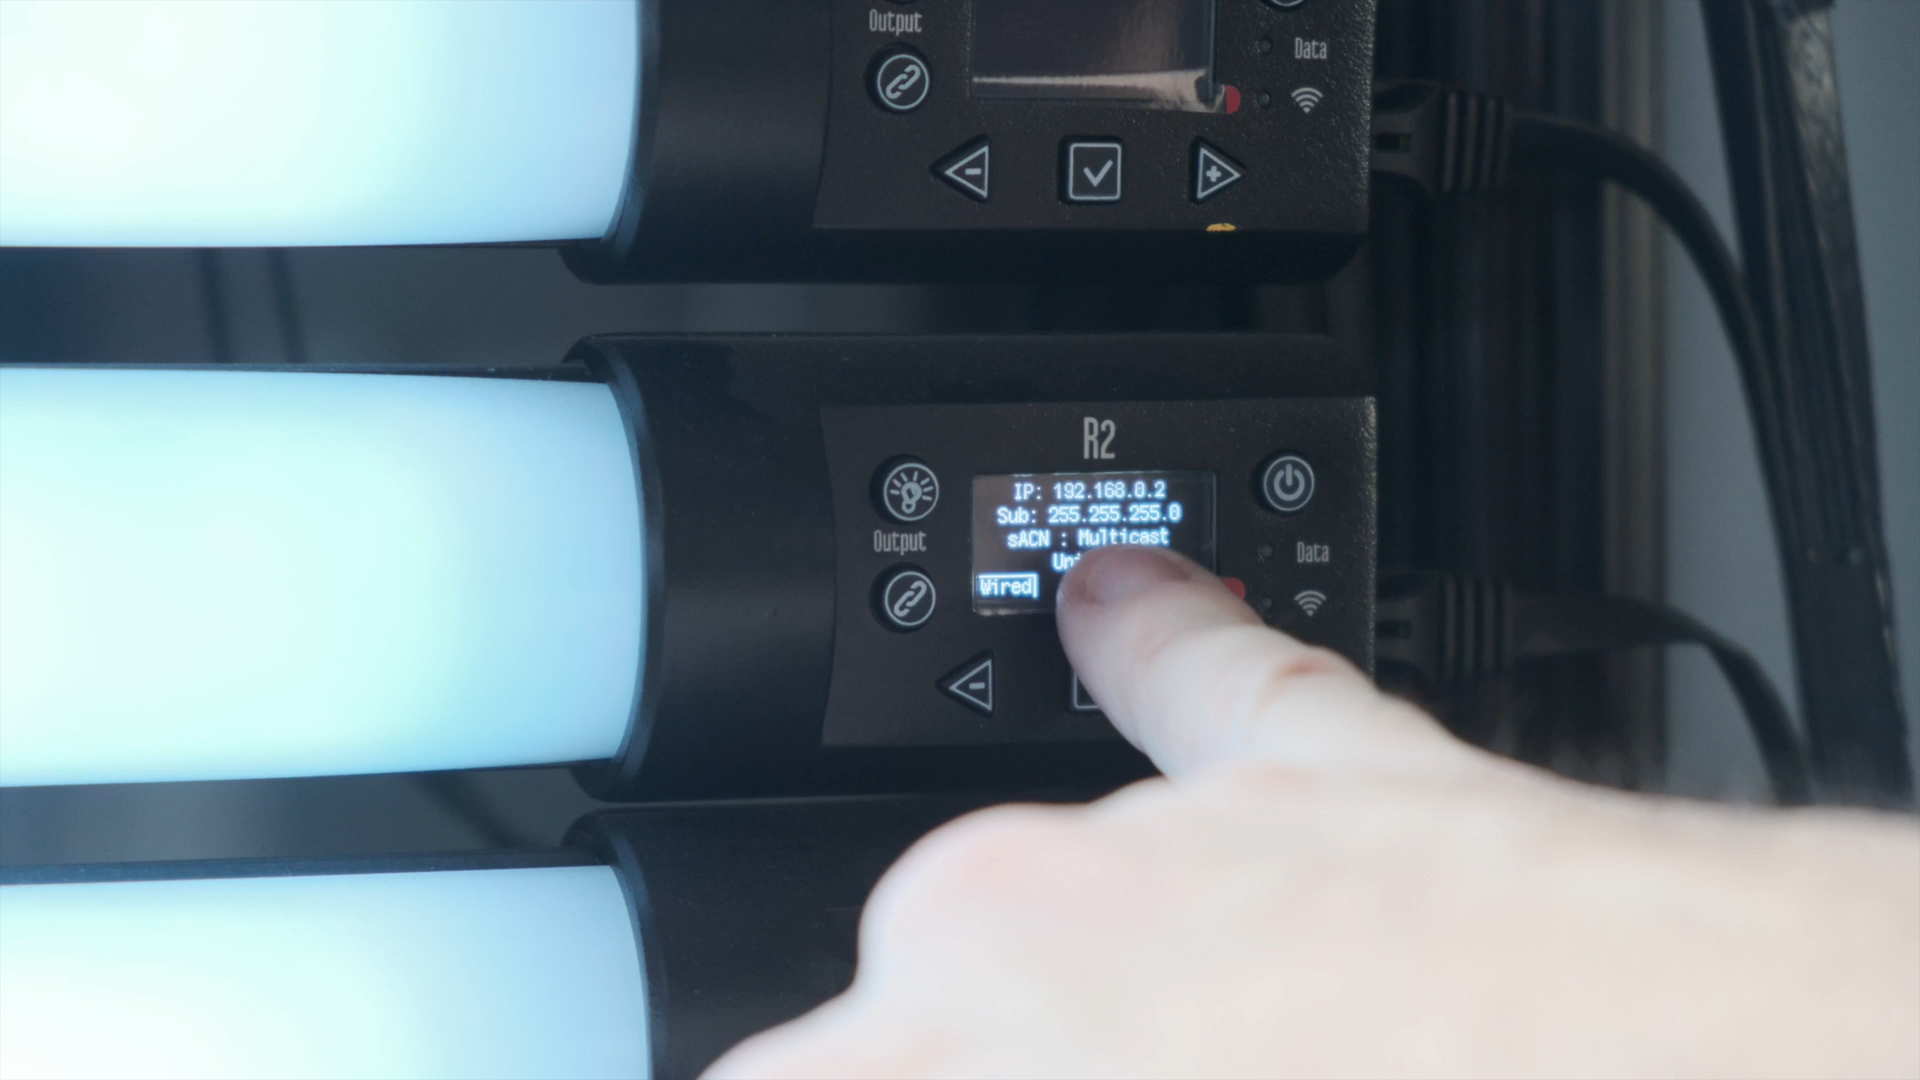 Output
Data
R2
IP: 192.168.0.2
Sub: 255.255.255.0
sACN : Multicast
Wired
Output
Data